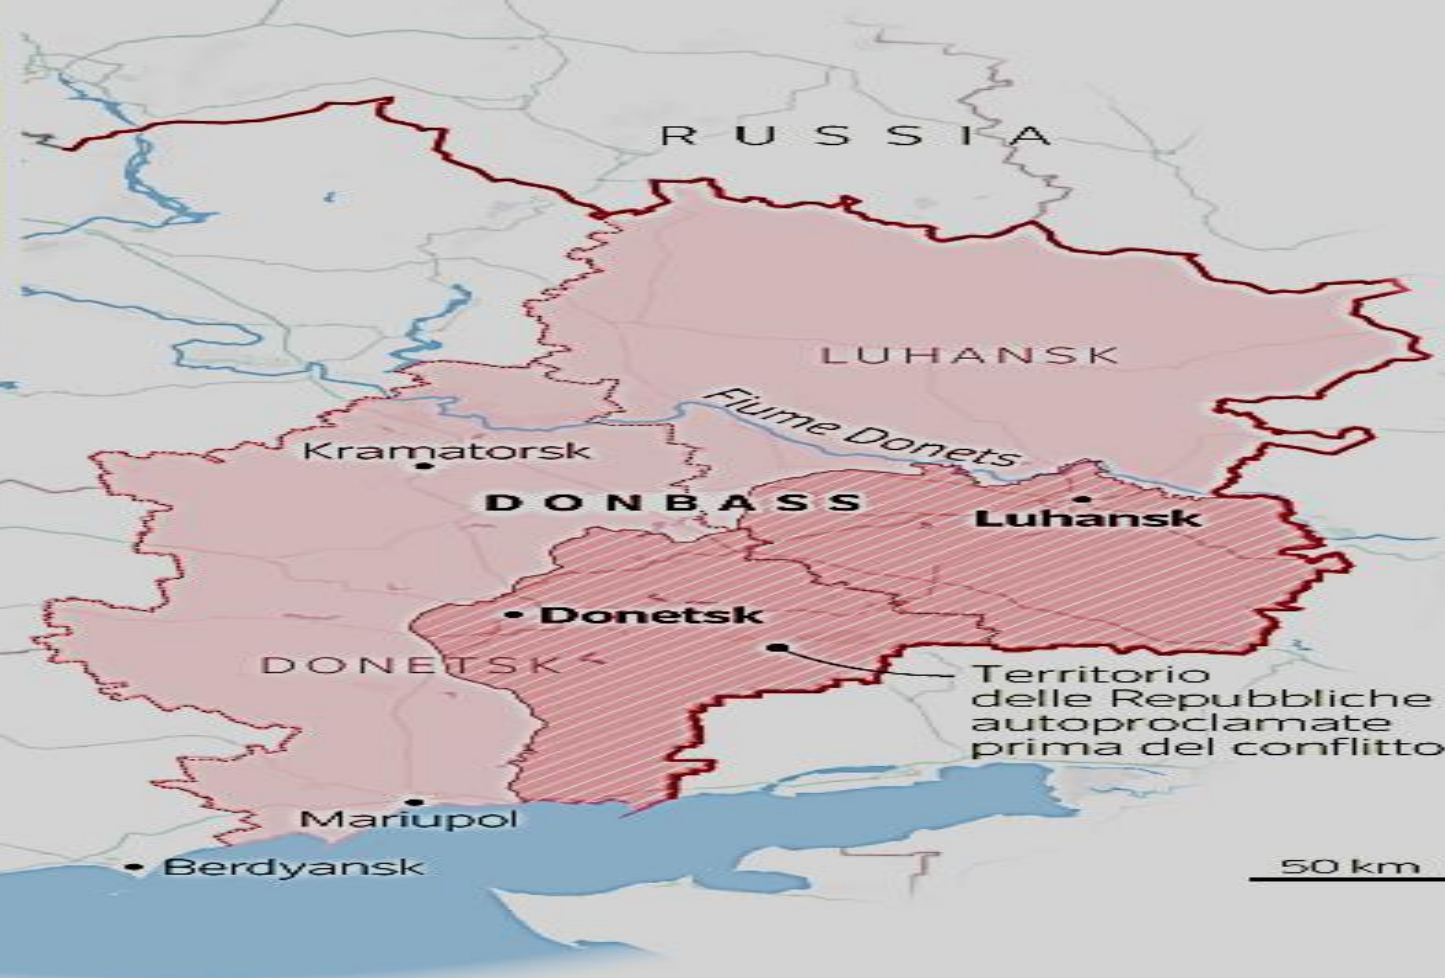 RUSSIA
LUHANSK
Fiume Donets
Kramatorsk
DONBASS
Luhansk
Donetsk
DONETSK
Territorio
delle Repubbliche
autoproclamate
prima del conflitto
Mariupol
Berdyansk
50 km